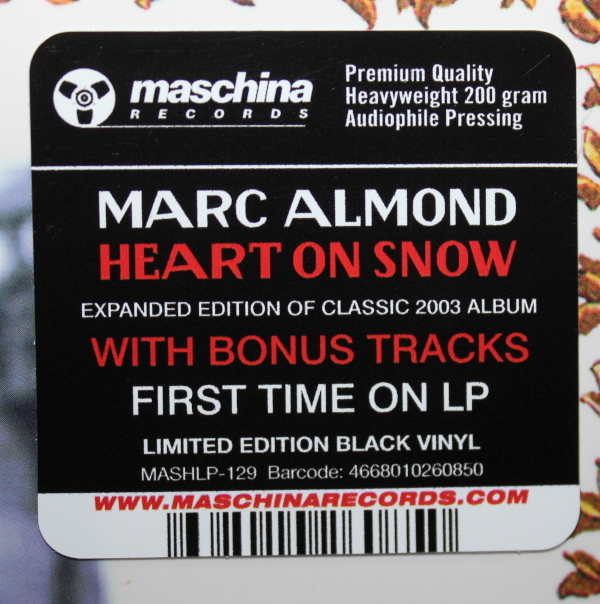 maschina
RECORDS
Premium Quality
Heavyweight 200 gram
Audiophile Pressing
MARC ALMOND
HEART ON SNOW
EXPANDED EDITION OF CLASSIC 2003 ALBUM
WITH BONUS TRACKS
FIRST TIME ON LP
LIMITED EDITION BLACK VINYL
MASHLP-129 Barcode: 4668010260850
WWW.MASCHINARECORDS.COM